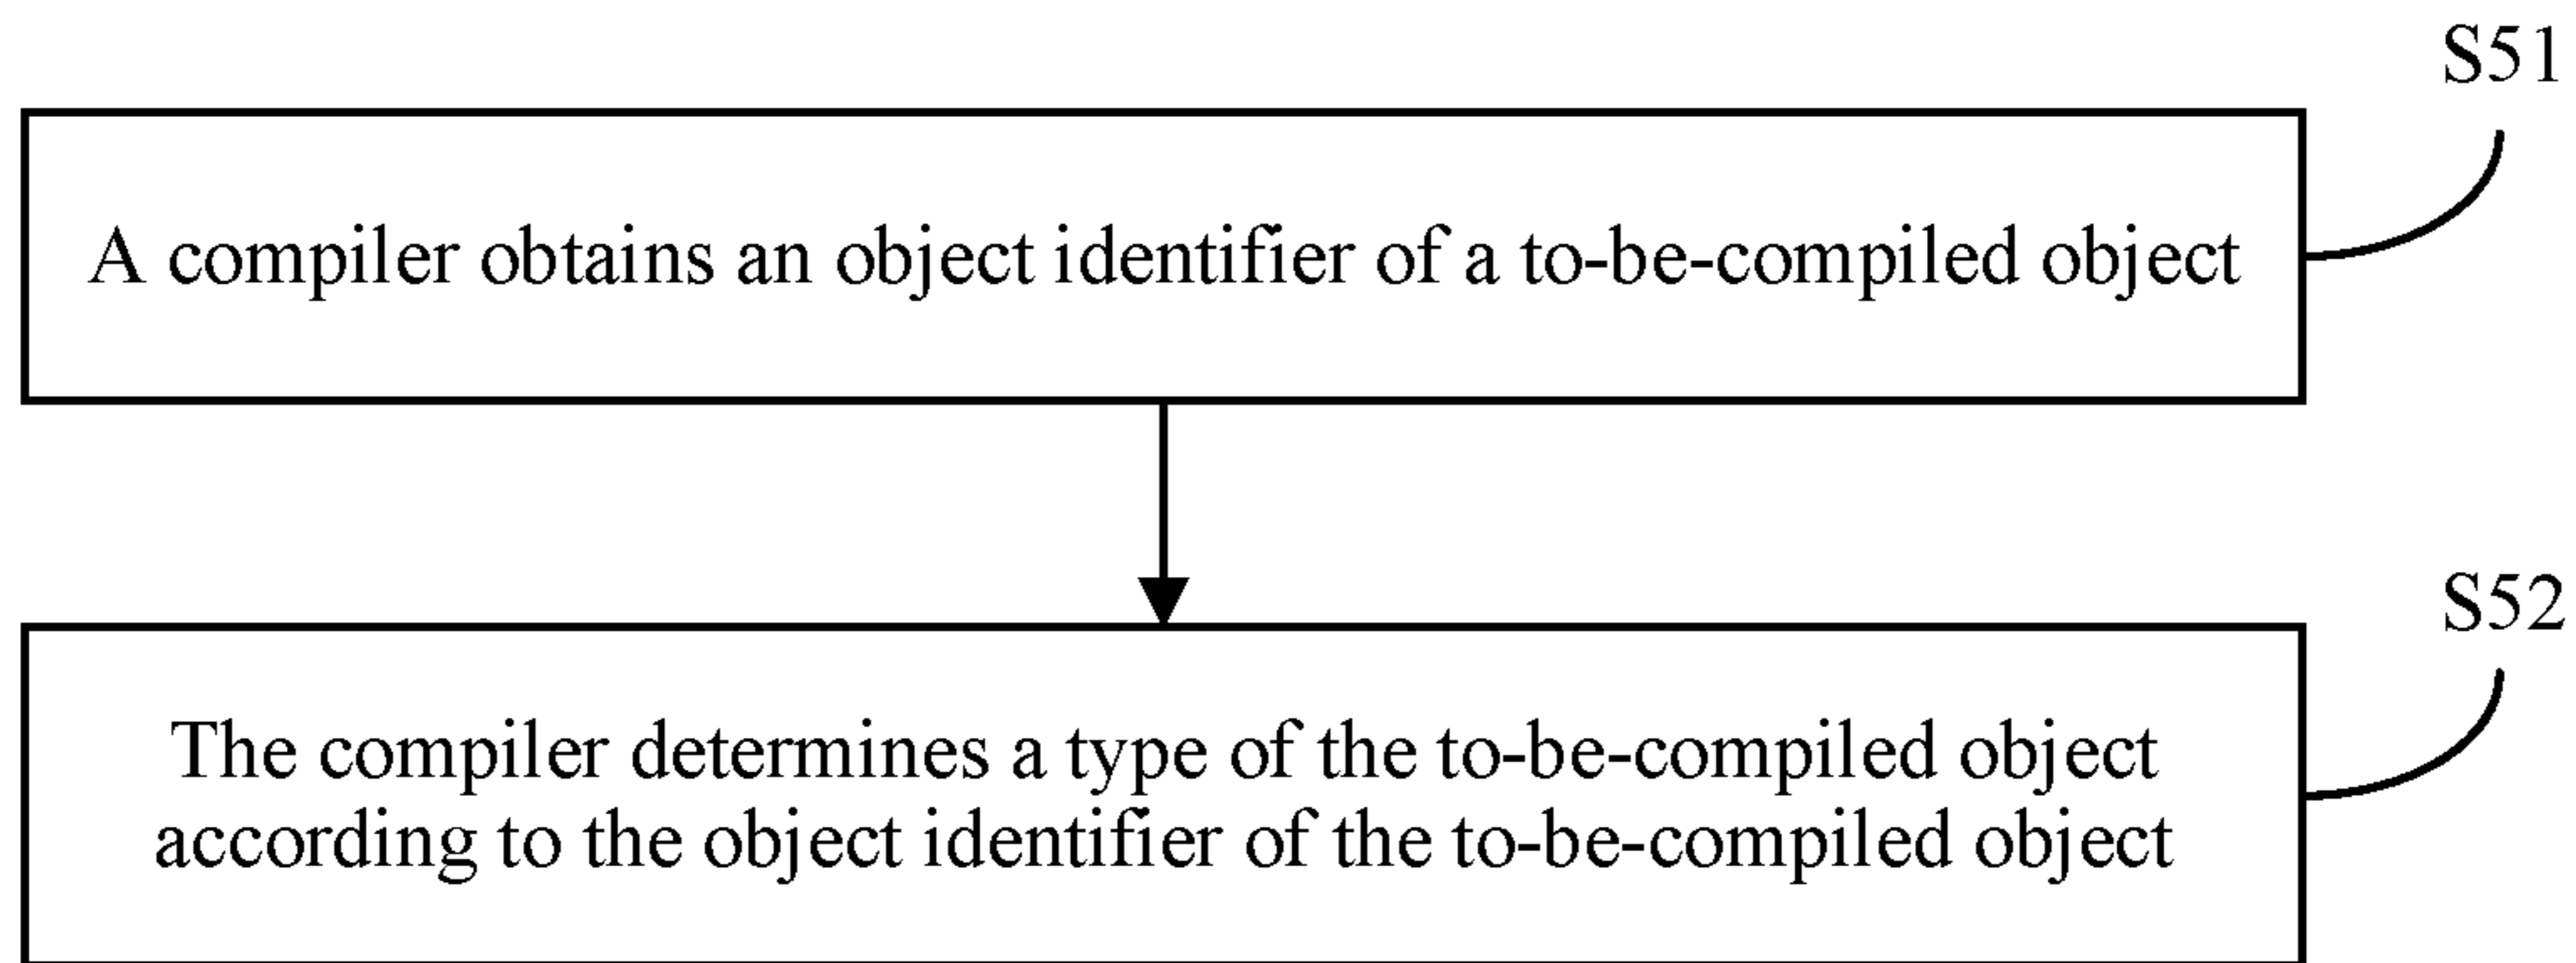 S51
A compiler obtains an object identifier of a to-be-compiled object
S52
The compiler determines a type of the to-be-compiled object
according to the object identifier of the to-be-compiled object